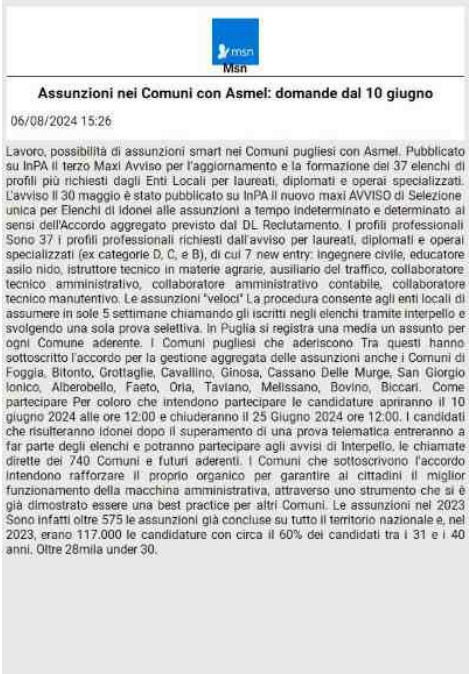 msn
Msn
Assunzioni nei Comuni con Asmel: domande dal 10 giugno
06/08/2024 15:26
Lavoro, possibilità di assunzioni smart nei Comuni pugliesi con Asmel. Pubblicato
su InPA il terzo Maxi Avviso per l'aggiornamento e la formazione dei 37 elenchi di
profili più richiesti dagli Enti Locali per laureati, diplomati e operai specializzati.
L'avviso Il 30 maggio è stato pubblicato su InPA il nuovo maxi AVVISO di Selezione
unica per Elenchi di Idonei alle assunzioni a tempo indeterminato e determinato ai
sensi dell'Accordo aggregato previsto dal DL Reclutamento. I profili professionali
Sono 37 i profili professionali richiesti dall'avviso per laureati, diplomati e operai
specializzati (ex categorie D, C, e B), di cui 7 new entry: ingegnere civile, educatore
asilo nido, istruttore tecnico in materie agrarie, ausiliario del traffico, collaboratore
tecnico amministrativo, collaboratore amministrativo contabile, collaboratore
tecnico manutentivo. Le assunzioni "veloci" La procedura consente agli enti locali di
assumere in sole 5 settimane chiamando gli iscritti negli elenchi tramite interpello e
svolgendo una sola prova selettiva. In Puglia si registra una media un assunto per
ogni Comune aderente. I Comuni pugliesi che aderiscono Tra questi hanno
sottoscritto l'accordo per la gestione aggregata delle assunzioni anche i Comuni di
Foggia, Bitonto, Grottaglie, Cavallino, Ginosa, Cassano Delle Murge, San Giorgio
Ionico, Alberobello, Faeto, Oria, Taviano, Melissano, Bovino, Biccari. Come
partecipare Per coloro che intendono partecipare le candidature apriranno il 10
giugno 2024 alle ore 12:00 e chiuderanno il 25 Giugno 2024 ore 12:00. I candidati
che risulteranno idonei dopo il superamento di una prova telematica entreranno a
far parte degli elenchi e potranno partecipare agli avvisi di Interpello, le chiamate
dirette dei 740 Comuni e futuri aderenti. I Comuni che sottoscrivono l'accordo
intendono rafforzare il proprio organico per garantire ai cittadini il miglior
funzionamento della macchina amministrativa, attraverso uno strumento che si è
già dimostrato essere una best practice per altri Comuni. Le assunzioni nel 2023
Sono infatti oltre 575 le assunzioni già concluse su tutto il territorio nazionale e, nel
2023, erano 117.000 le candidature con circa il 60% dei candidati tra i 31 e i 40
anni. Oltre 28mila under 30.